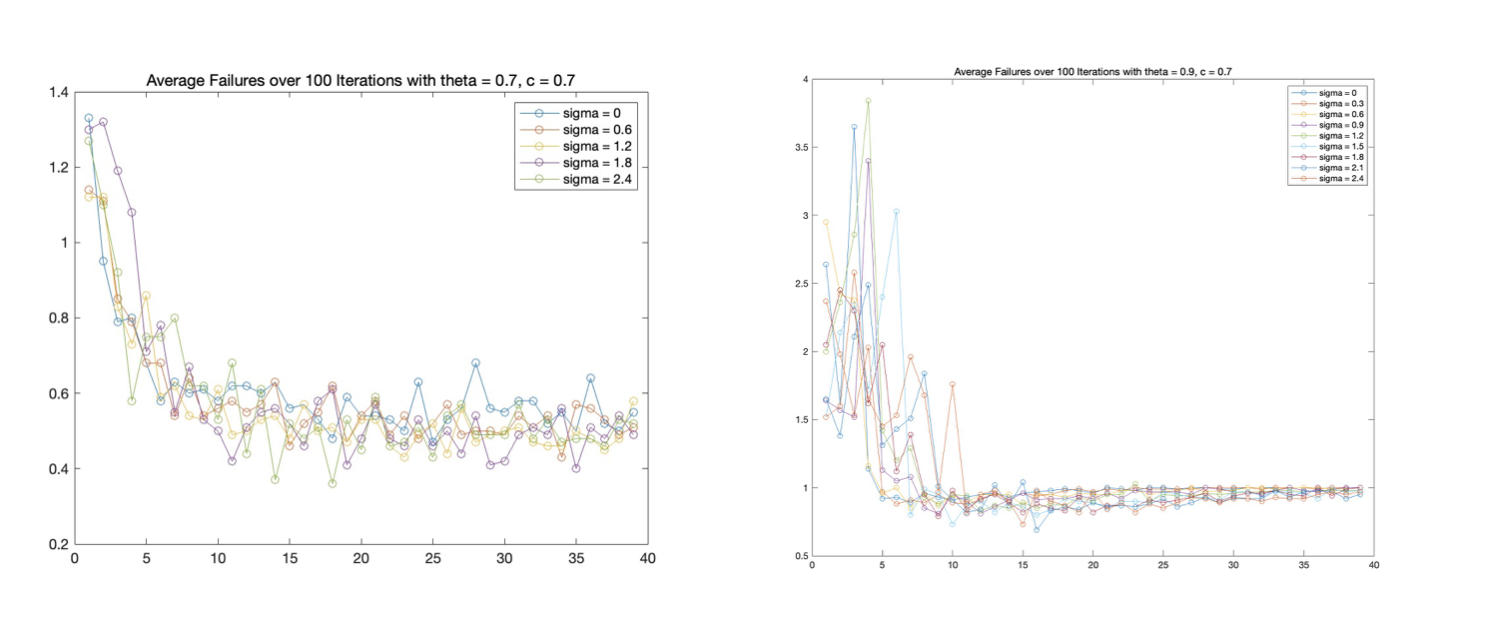 Average Failures over 100 Iterations with theta = 0.7, c = 0.7
1.4
1.2
1
0.8
0.6
0.4
0.2
0 5 10 15 20 25 30 35 40
sigma = 0
sigma = 0.6
sigma = 1.2
sigma = 1.8
sigma = 2.4
Average Failures over 100 Iterations with theta = 0.9, c = 0.7
4
3.5
3
2.5
2
1.5
1
0.5
0 5 10 15 20 25 30 35 40
sigma = 0
sigma = 0.3
sigma = 0.6
sigma = 0.9
sigma = 1.2
sigma = 1.5
sigma = 1.8
sigma = 2.1
sigma = 2.4